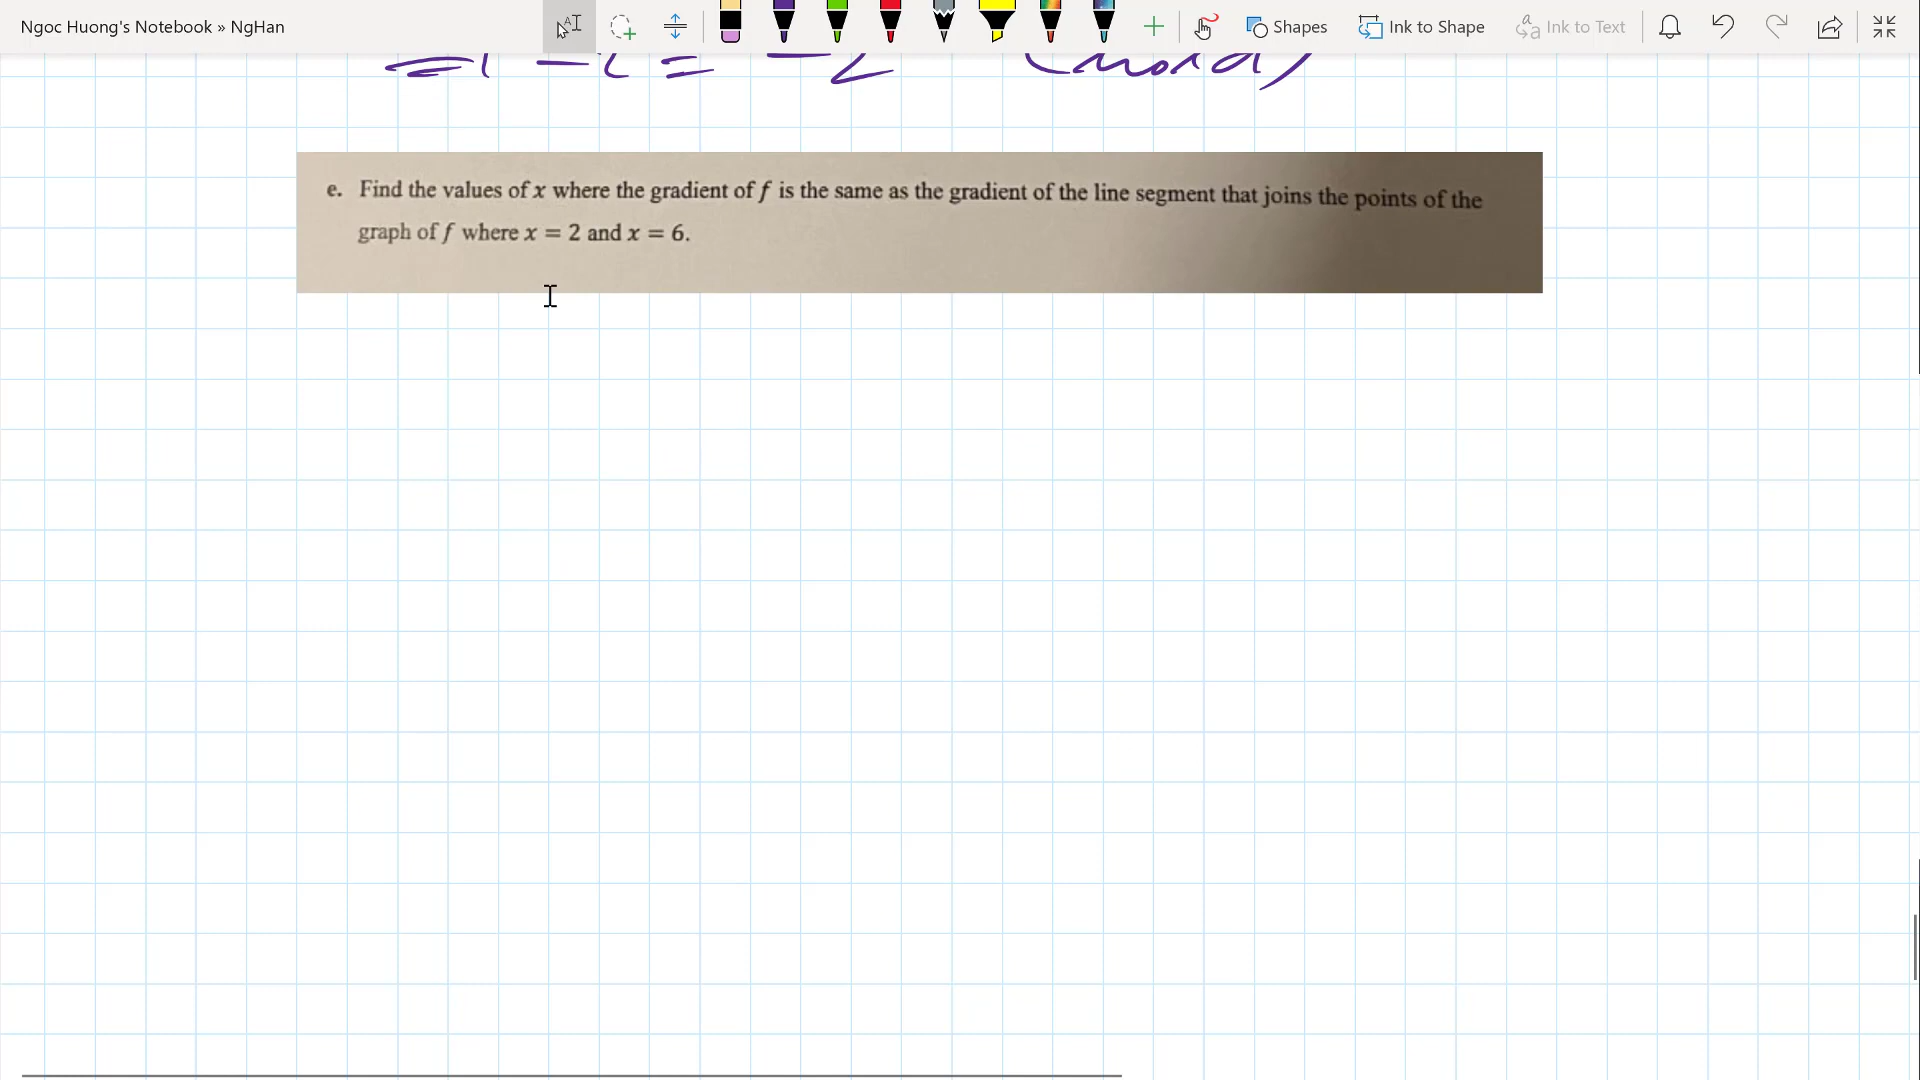 Ngoc Huong's Notebook » NgHan
Shapes
Ink to Shape
Ink to Text
e. Find the values of x where the gradient of f is the same as the gradient of the line segment that joins the points of the
graph of f where x = 2 and x = 6.